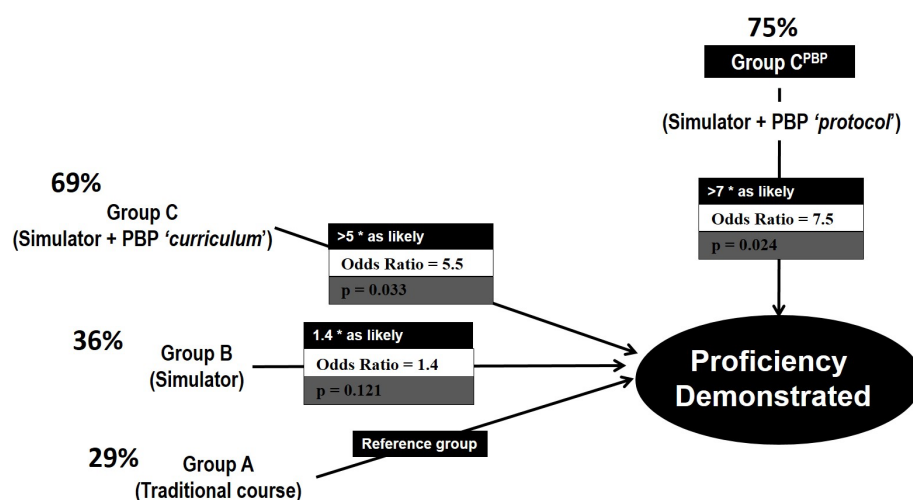 75%
Group C^PBP
(Simulator + PBP ‘protocol’)
>7 * as likely
Odds Ratio = 7.5
p = 0.024
69%
Group C
(Simulator + PBP ‘curriculum’)
>5 * as likely
Odds Ratio = 5.5
p = 0.033
36%
Group B
(Simulator)
1.4 * as likely
Odds Ratio = 1.4
p = 0.121
29%
Group A
(Traditional course)
Reference group
Proficiency
Demonstrated